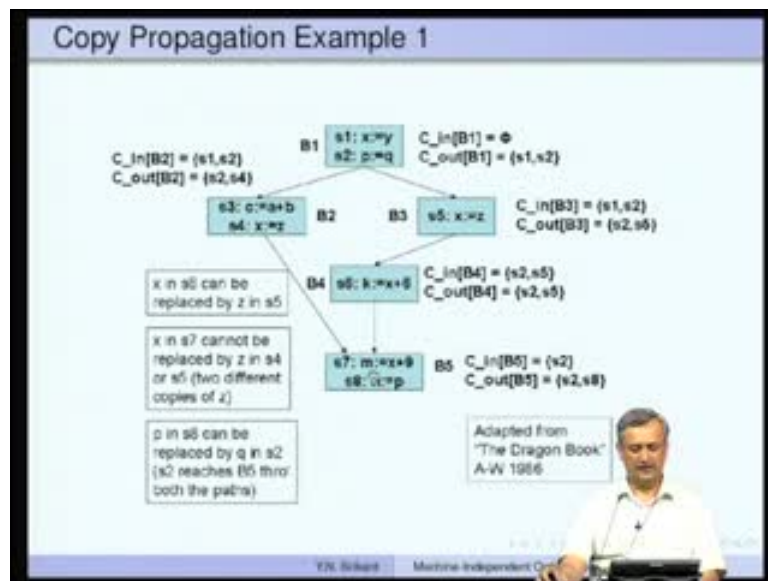 Copy Propagation Example 1
B1
s1: x:=y
s2: p:=q
C_in[B1] = Φ
C_out[B1] = {s1,s2}
C_in[B2] = {s1,s2}
C_out[B2] = {s2,s4}
s3: c:=a+b
s4: x:=z
B2
B3
s5: x:=z
C_in[B3] = {s1,s2}
C_out[B3] = {s2,s5}
B4
s6: k:=x+5
C_in[B4] = {s2,s5}
C_out[B4] = {s2,s5}
x in s6 can be
replaced by z in s5
x in s7 cannot be
replaced by z in s4
or s5 (two different
copies of z)
s7: m:=x+9
s8: :=p
B5
C_in[B5] = {s2}
C_out[B5] = {s2,s8}
p in s8 can be
replaced by q in s2
(s2 reaches B5 thro'
both the paths)
Adapted from
"The Dragon Book"
A-W 1986
Y.N. Srikant
Machine-Independent